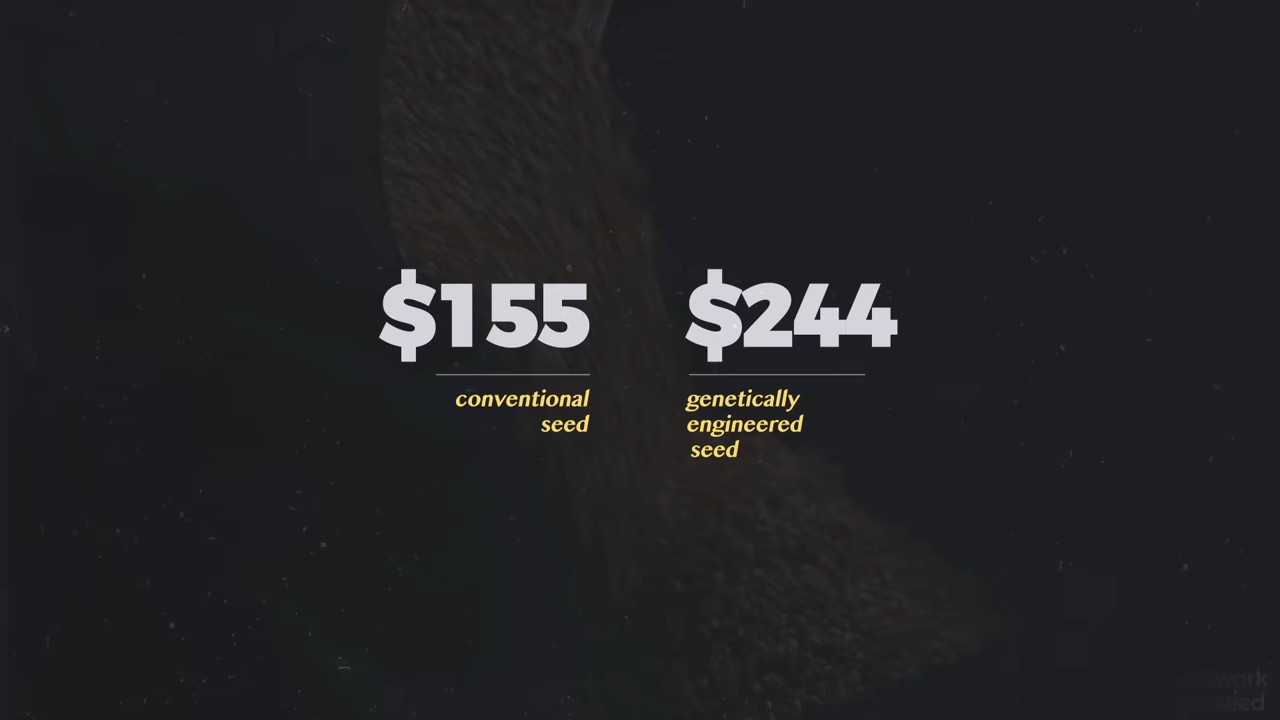 $155
conventional
seed
$244
genetically
engineered
seed